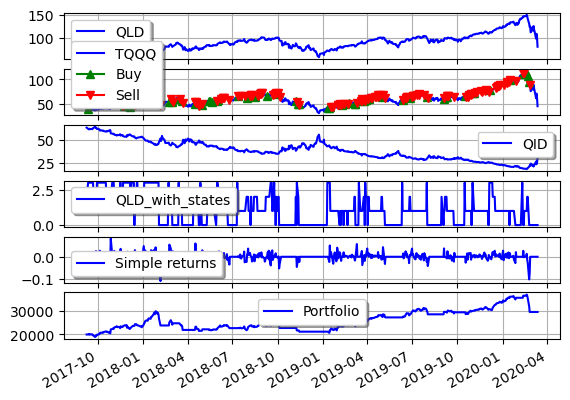 150
QLD
100
TQQQ
100
Buy
50
Sell
50
QID
25
2.5
QLD_with_states
0.0
0.0
Simple returns
−0.1
30000
Portfolio
20000
2017-10
2018-01
2018-04
2018-07
2018-10
2019-01
2019-04
2019-07
2019-10
2020-01
2020-04